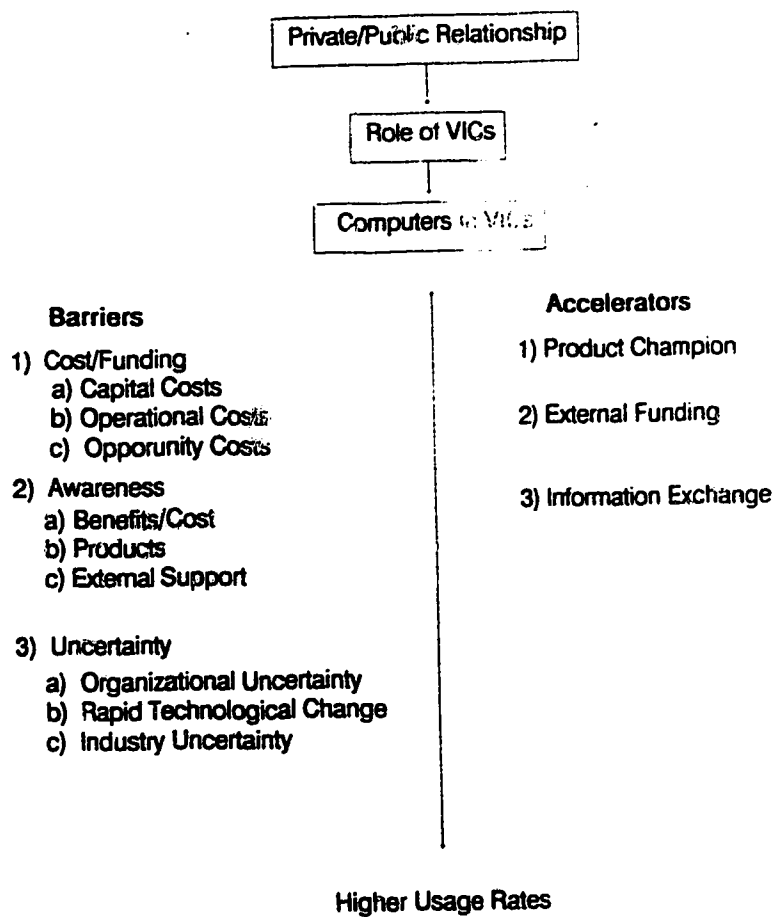 Private/Public Relationship
Role of VICs
Computers in VICs
Barriers
1) Cost/Funding
a) Capital Costs
b) Operational Costs
c) Opporunity Costs
2) Awareness
a) Benefits/Cost
b) Products
c) External Support
3) Uncertainty
a) Organizational Uncertainty
b) Rapid Technological Change
c) Industry Uncertainty
Accelerators
1) Product Champion
2) External Funding
3) Information Exchange
Higher Usage Rates